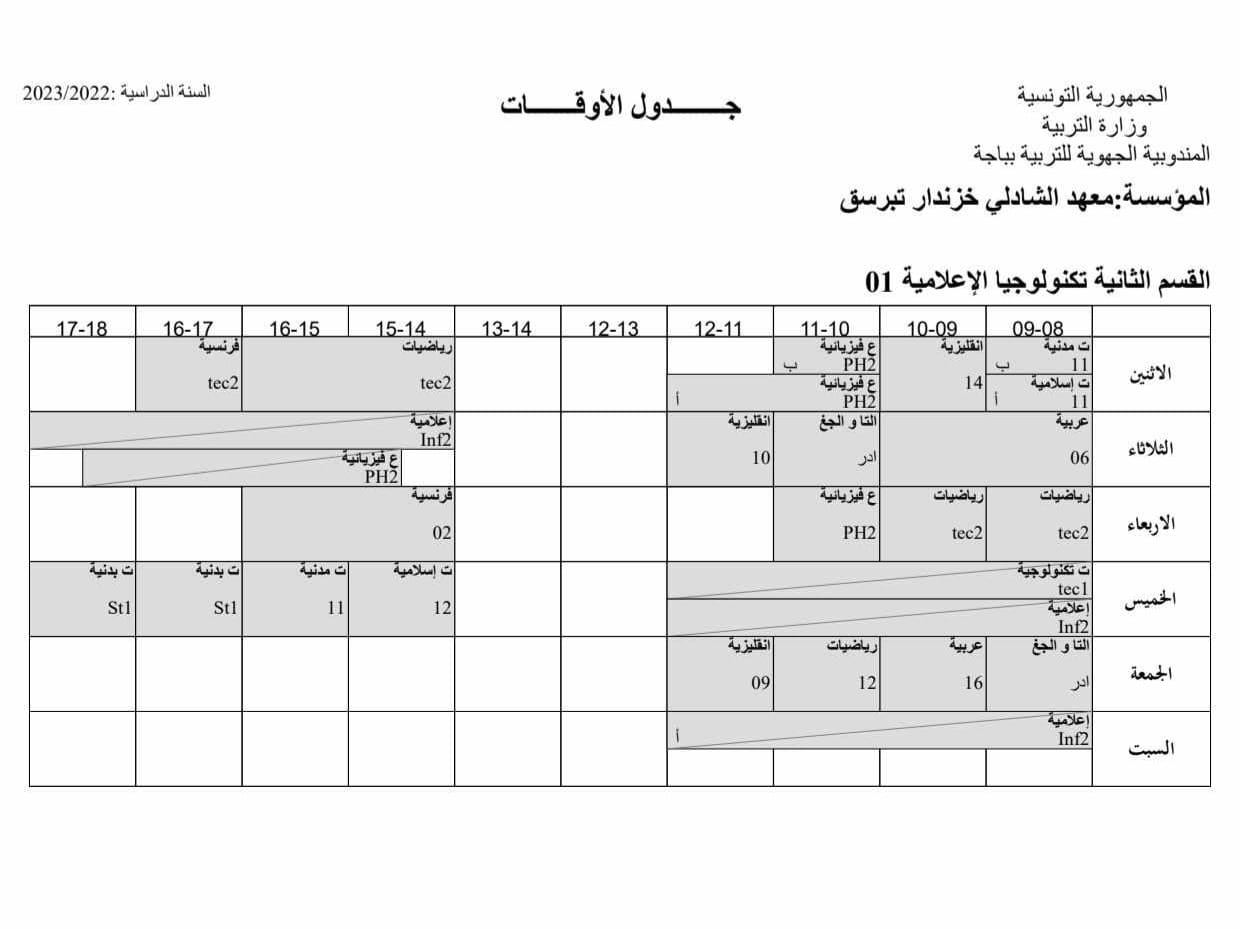 الجمهورية التونسية
وزارة التربية
المندوبية الجهوية للتربية بباجة
جـــــدول الأوقـــــات
السنة الدراسية :2023/2022
المؤسسة:معهد الشادلي خزندار تبرسق
القسم الثانية تكنولوجيا الإعلامية 01
09-08 10-09 11-10 12-11 12-13 13-14 15-14 16-15 16-17 17-18
الاثنين
ت مدنية
11 ب
ت إسلامية
11 أ
انقليزية
14
ع فيزيائية
PH2 ب
ع فيزيائية
PH2 أ
رياضيات
tec2
فرنسية
tec2
الثلاثاء
عربية
06
التا و الجغ
ادر
انقليزية
10
إعلامية
Inf2
ع فيزيائية
PH2
الاربعاء
رياضيات
tec2
رياضيات
tec2
ع فيزيائية
PH2
فرنسية
02
الخميس
ت تكنولوجية
tec1
إعلامية
Inf2
ت إسلامية
12
ت مدنية
11
ت بدنية
St1
ت بدنية
St1
الجمعة
التا و الجغ
ادر
عربية
16
رياضيات
12
انقليزية
09
السبت
إعلامية
Inf2 أ